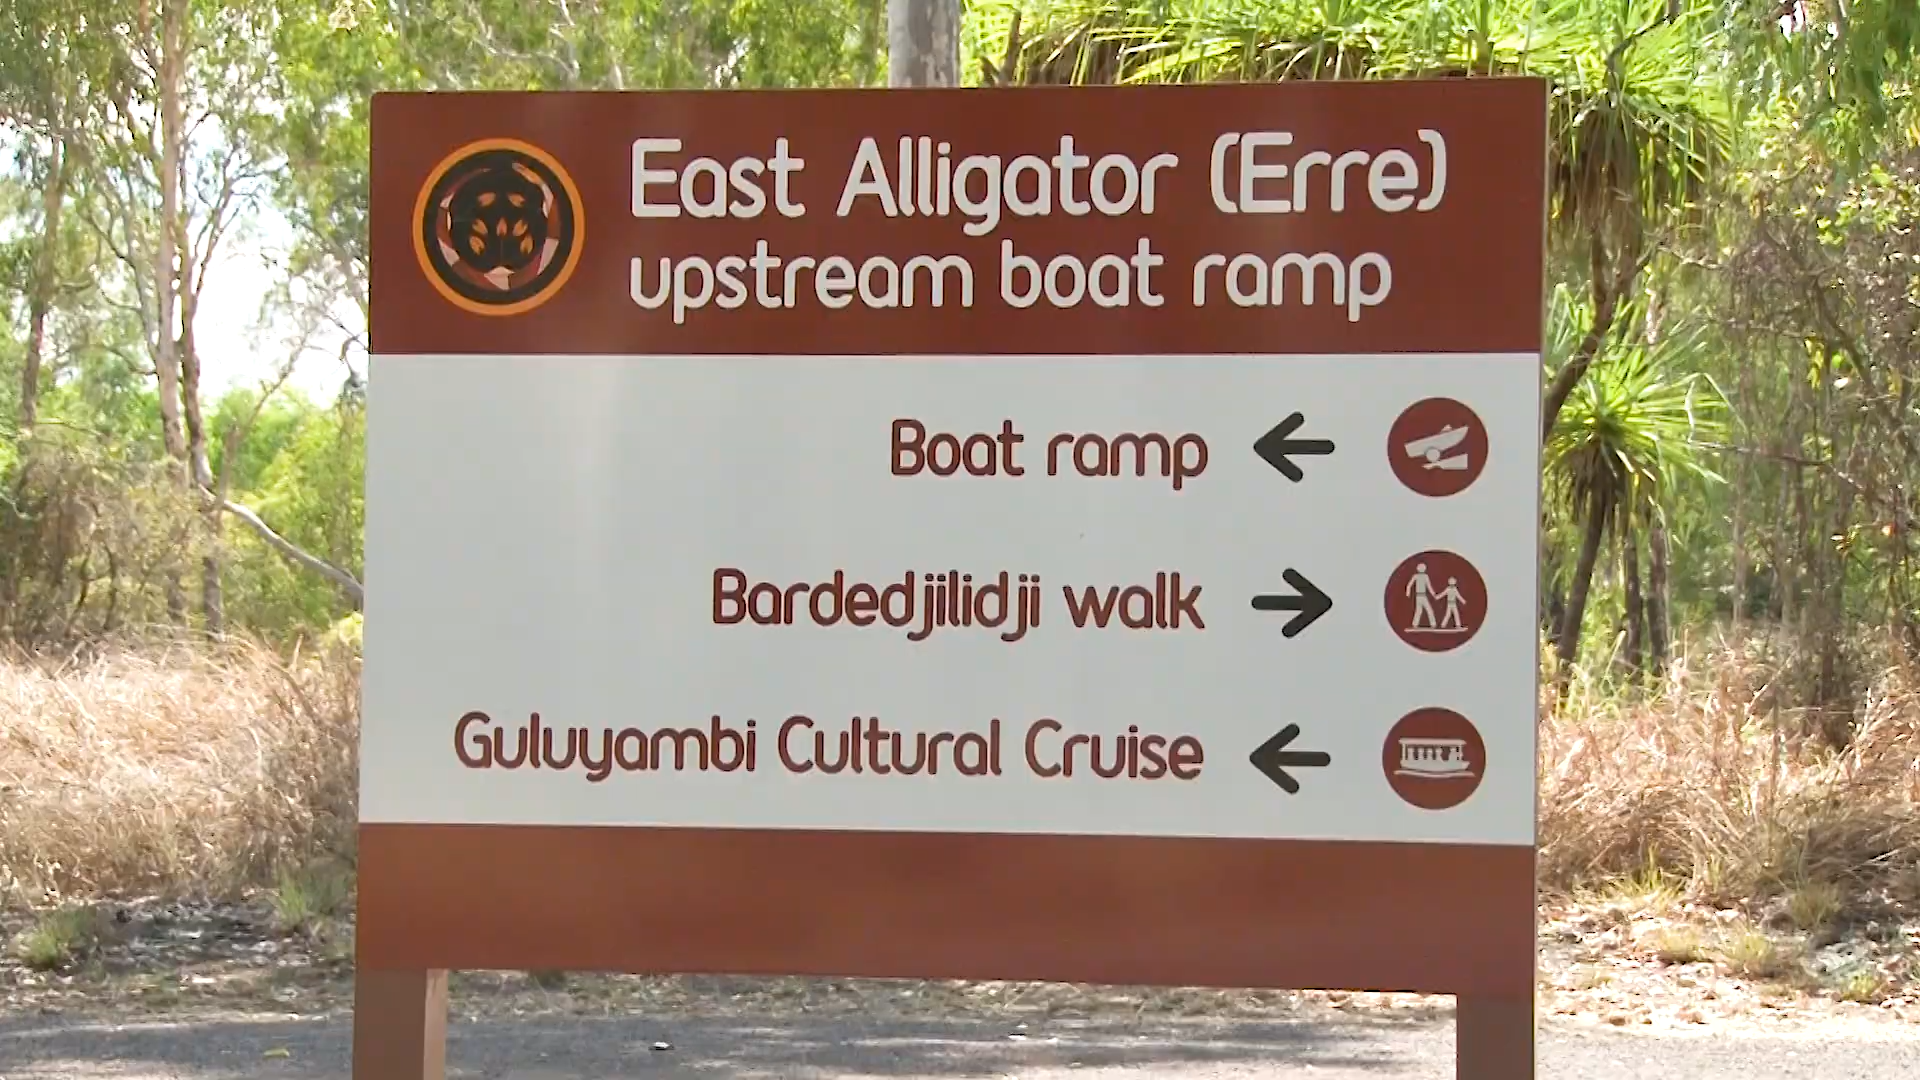 East Alligator (Erre)
upstream boat ramp
Boat ramp
Bardedjilidji walk
Guluyambi Cultural Cruise